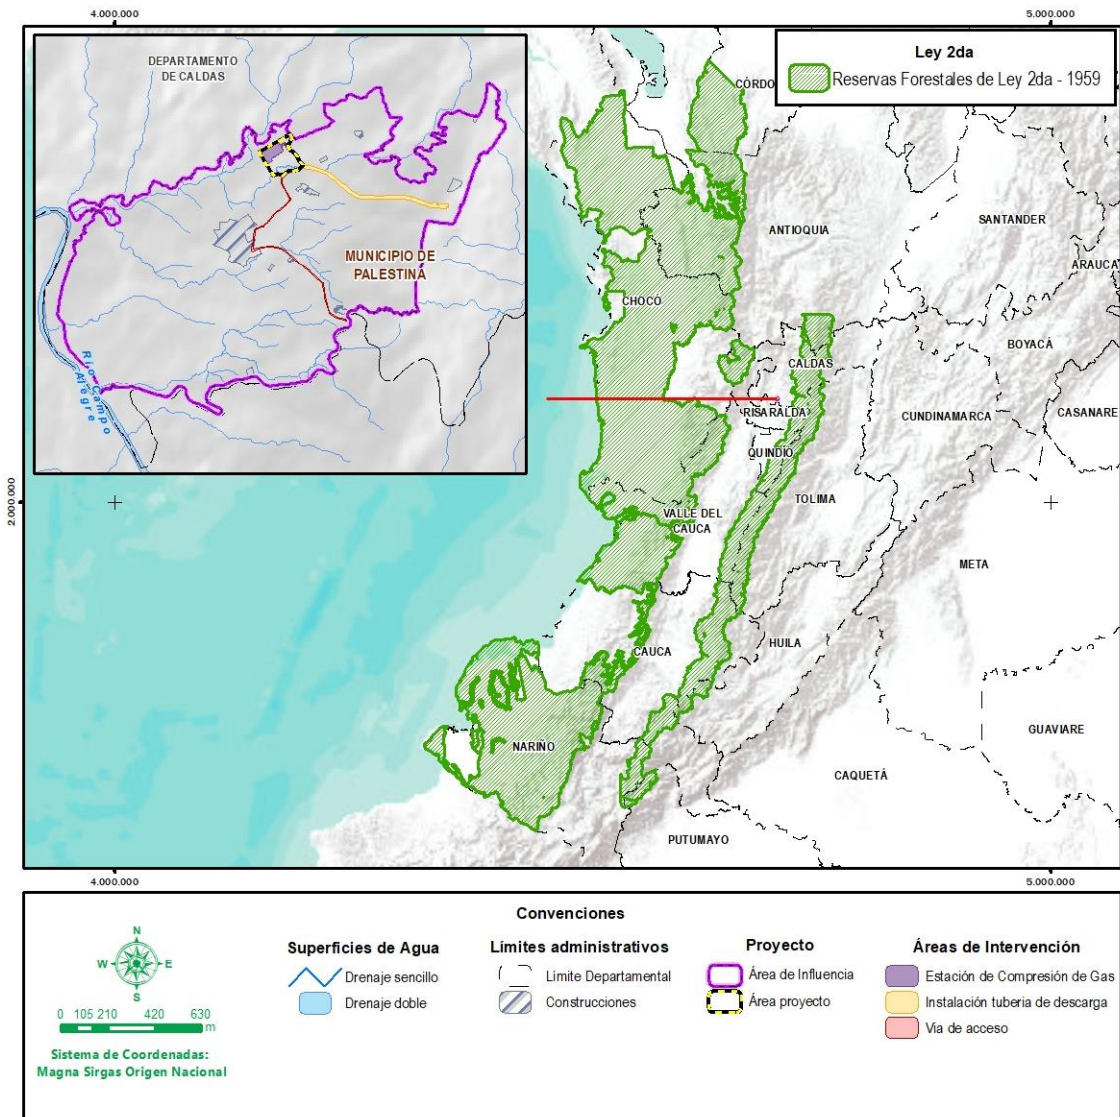 4.000.000
5.000.000
DEPARTAMENTO
DE CALDAS
MUNICIPIO DE
PALESTINA
Río Campo
Alegre
Ley 2da
Reservas Forestales de Ley 2da - 1959
CÓRDO
SANTANDER
ANTIOQUIA
ARAUCA
CHOCÓ
BOYACÁ
CALDAS
RISARALDA
CUNDINAMARCA
CASANARE
QUINDÍO
TOLIMA
2.000.000
VALLE DEL
CAUCA
META
HUILA
CAUCA
GUAVIARE
NARIÑO
CAQUETÁ
PUTUMAYO
4.000.000
5.000.000
Convenciones
N
W
E
S
0 105 210 420 630
m
Sistema de Coordenadas:
Magna Sirgas Origen Nacional
Superficies de Agua
Drenaje sencillo
Drenaje doble
Límites administrativos
Limite Departamental
Construcciones
Proyecto
Área de Influencia
Área proyecto
Áreas de Intervención
Estación de Compresión de Gas
Instalación tuberia de descarga
Via de acceso